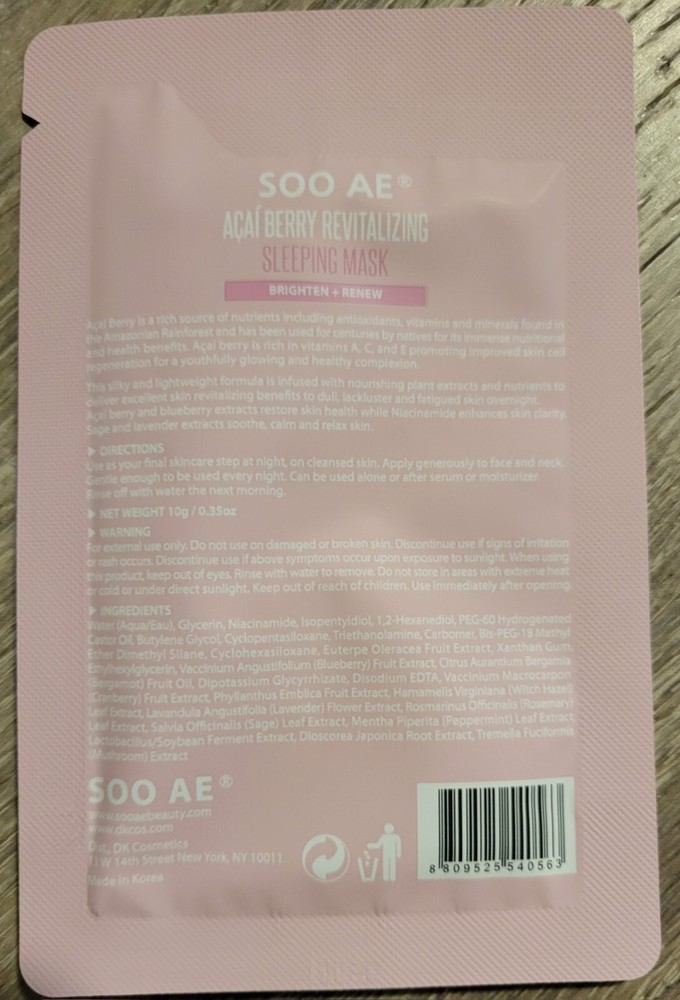 SOO AE®
AÇAÍ BERRY REVITALIZING
SLEEPING MASK
BRIGHTEN + RENEW
Açai Berry is a rich source of nutrients including antioxidants, vitamins and minerals found in
the Amazonian Rainforest and has been used for centuries by natives for its immense nutritional
and health benefits. Açai berry is rich in vitamins A, C, and E promoting improved skin cell
regeneration for a youthfully glowing and healthy complexion.
This silky and lightweight formula is infused with nourishing plant extracts and nutrients to
deliver excellent skin revitalizing benefits to dull, lackluster and fatigued skin overnight.
Açai berry and blueberry extracts restore skin health while Niacinamide enhances skin clarity.
Sage and lavender extracts soothe, calm and relax skin.
▶ DIRECTIONS
Use as your final skincare step at night, on cleansed skin. Apply generously to face and neck.
Gentle enough to be used every night. Can be used alone or after serum or moisturizer.
Rinse off with water the next morning.
▶ NET WEIGHT 10g / 0.35oz
▶ WARNING
For external use only. Do not use on damaged or broken skin. Discontinue use if signs of irritation
or rash occurs. Discontinue use if above symptoms occur upon exposure to sunlight. When using
this product, keep out of eyes. Rinse with water to remove. Do not store in areas with extreme heat
or cold or under direct sunlight. Keep out of reach of children. Use immediately after opening.
▶ INGREDIENTS
Water (Aqua/Eau), Glycerin, Niacinamide, Isopentyldiol, 1,2-Hexanediol, PEG-60 Hydrogenated
Castor Oil, Butylene Glycol, Cyclopentasiloxane, Triethanolamine, Carbomer, Bis-PEG-18 Methyl
Ether Dimethyl Silane, Cyclohexasiloxane, Euterpe Oleracea Fruit Extract, Xanthan Gum,
Ethylhexylglycerin, Vaccinium Angustifolium (Blueberry) Fruit Extract, Citrus Aurantium Bergamia
(Bergamot) Fruit Oil, Dipotassium Glycyrrhizate, Disodium EDTA, Vaccinium Macrocarpon
(Cranberry) Fruit Extract, Phyllanthus Emblica Fruit Extract, Hamamelis Virginiana (Witch Hazel)
Leaf Extract, Lavandula Angustifolia (Lavender) Flower Extract, Rosmarinus Officinalis (Rosemary)
Leaf Extract, Salvia Officinalis (Sage) Leaf Extract, Mentha Piperita (Peppermint) Leaf Extract,
Lactobacillus/Soybean Ferment Extract, Dioscorea Japonica Root Extract, Tremella Fuciformis
(Mushroom) Extract
SOO AE®
www.sooaebeauty.com
www.dkcos.com
Dist. DK Cosmetics
11W 14th Street New York, NY 10011
Made in Korea
8 809525 540563